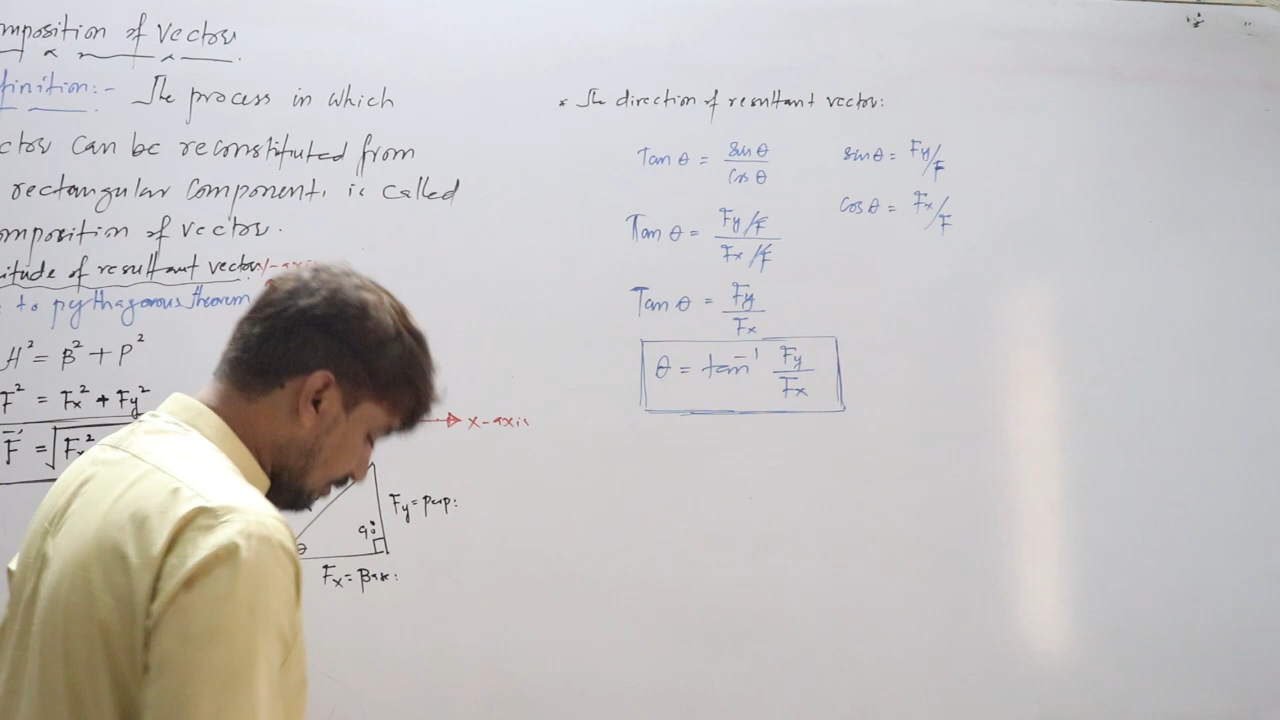 mposition of vector
finition:- The process in which
ctor can be reconstituted from
rectangular component, is called
omposition of vector.
itude of resultant vector
y-axis
to pythagorous theorem
H² = B² + P²
F² = Fx² + Fy²
F = √Fx²
x-axis
Fy = perp:
90°
θ
Fx = Base:
* The direction of resultant vector:
Tan θ = sin θ / cos θ
sin θ = Fy/F
cos θ = Fx/F
Tan θ = Fy/F / Fx/F
Tan θ = Fy / Fx
θ = tan⁻¹ Fy / Fx